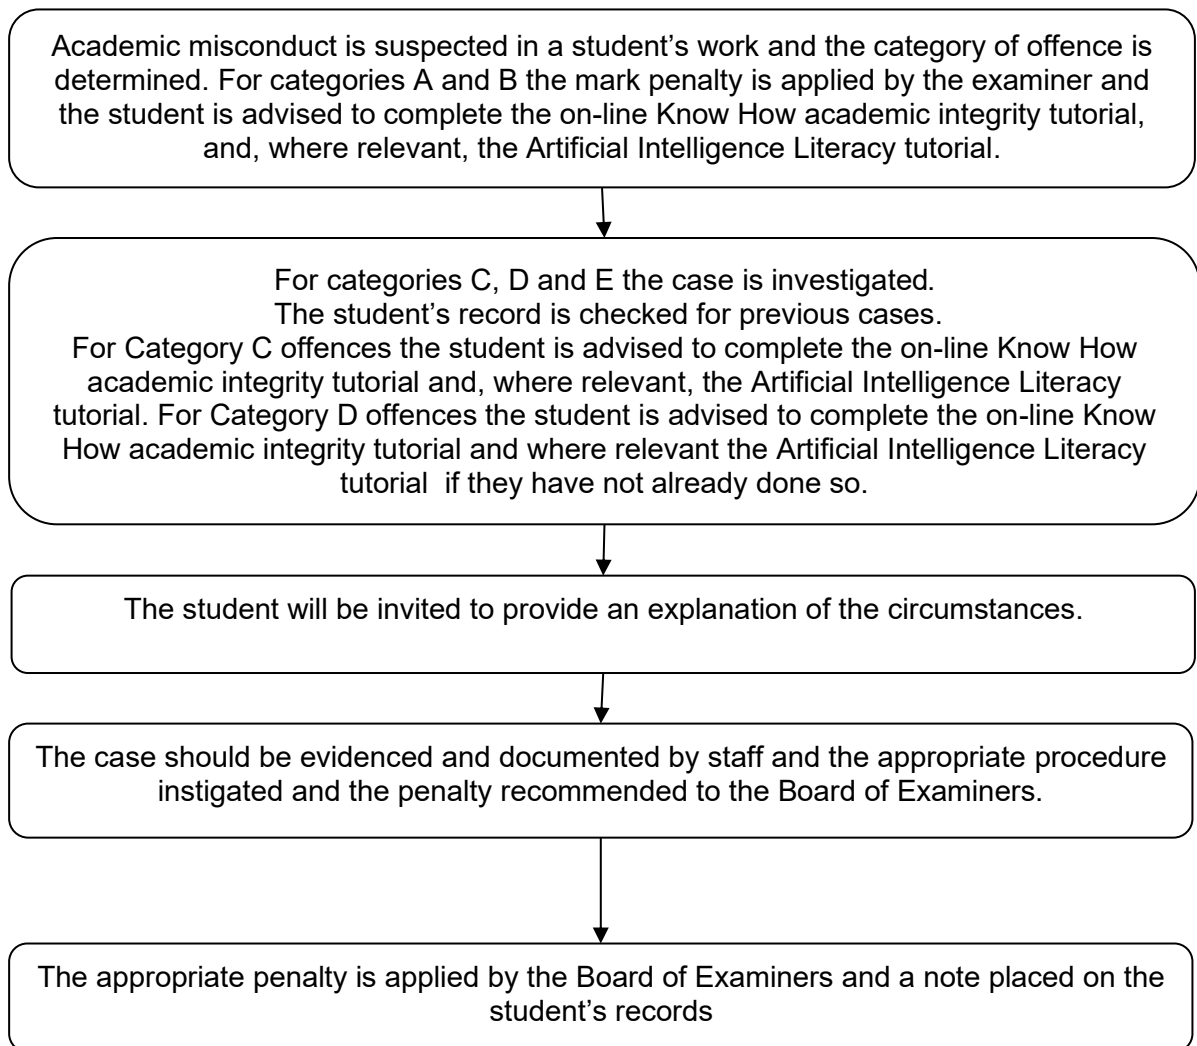 Academic misconduct is suspected in a student’s work and the category of offence is
determined. For categories A and B the mark penalty is applied by the examiner and
the student is advised to complete the on-line Know How academic integrity tutorial,
and, where relevant, the Artificial Intelligence Literacy tutorial.
For categories C, D and E the case is investigated.
The student’s record is checked for previous cases.
For Category C offences the student is advised to complete the on-line Know How
academic integrity tutorial and, where relevant, the Artificial Intelligence Literacy
tutorial. For Category D offences the student is advised to complete the on-line Know
How academic integrity tutorial and where relevant the Artificial Intelligence Literacy
tutorial  if they have not already done so.
The student will be invited to provide an explanation of the circumstances.
The case should be evidenced and documented by staff and the appropriate procedure
instigated and the penalty recommended to the Board of Examiners.
The appropriate penalty is applied by the Board of Examiners and a note placed on the
student’s records